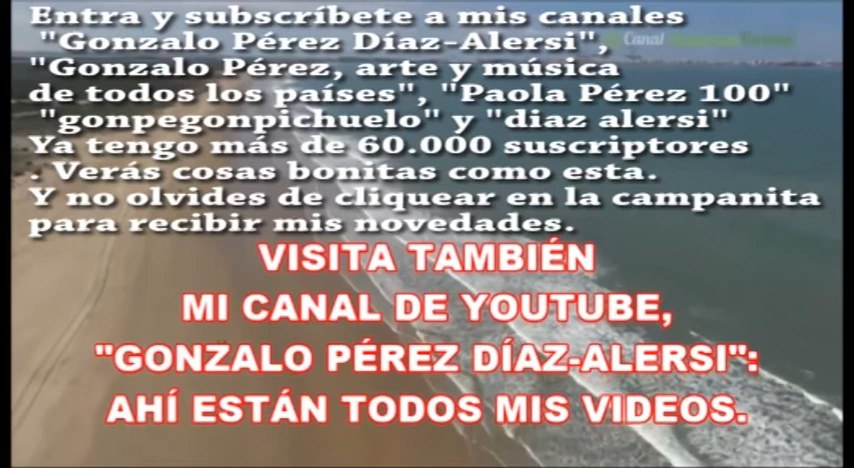 Entra y subscríbete a mis canales
"Gonzalo Pérez Díaz-Alersi",
"Gonzalo Pérez, arte y música
de todos los países", "Paola Pérez 100"
"gonpegonpichuelo" y "diaz alersi"
Ya tengo más de 60.000 suscriptores
. Verás cosas bonitas como esta.
Y no olvides de cliquear en la campanita
para recibir mis novedades.
VISITA TAMBIÉN
MI CANAL DE YOUTUBE,
"GONZALO PÉREZ DÍAZ-ALERSI":
AHÍ ESTÁN TODOS MIS VIDEOS.
Canal